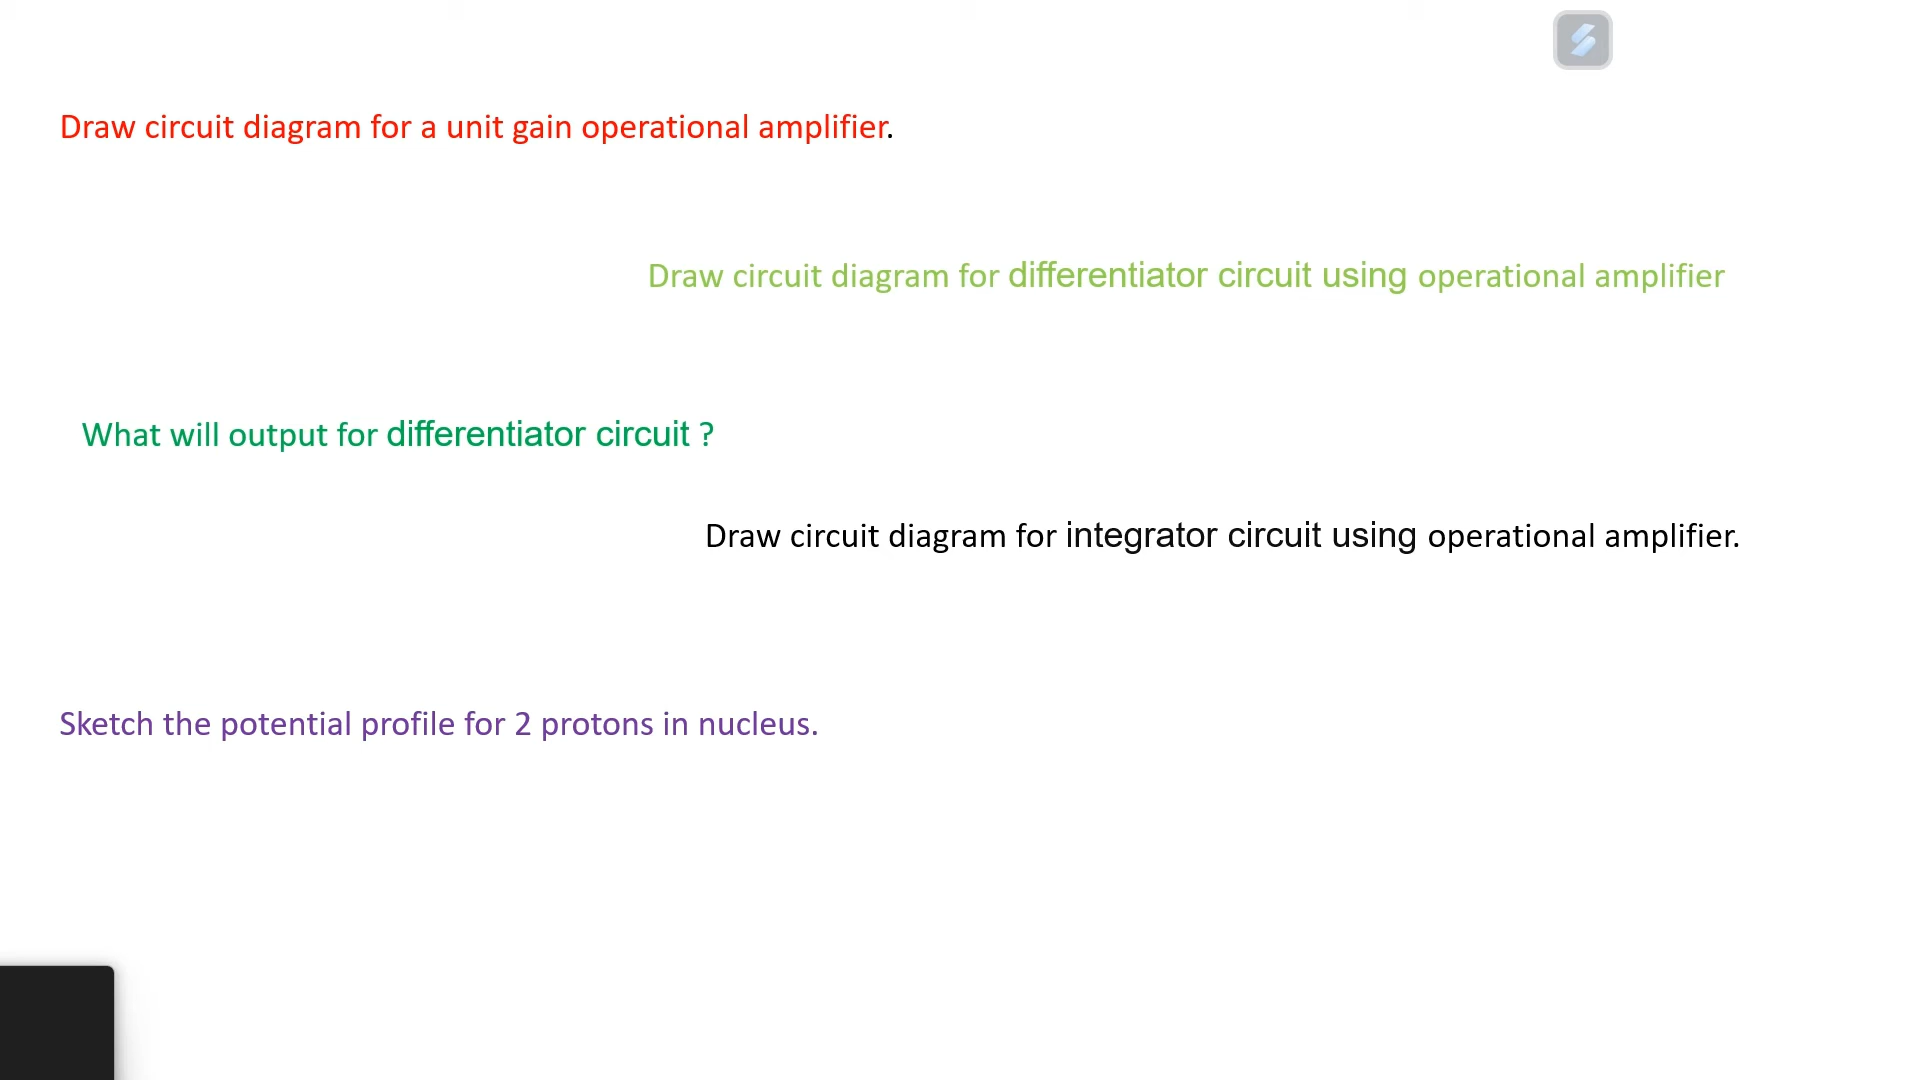 Draw circuit diagram for a unit gain operational amplifier.
Draw circuit diagram for differentiator circuit using operational amplifier
What will output for differentiator circuit ?
Draw circuit diagram for integrator circuit using operational amplifier.
Sketch the potential profile for 2 protons in nucleus.